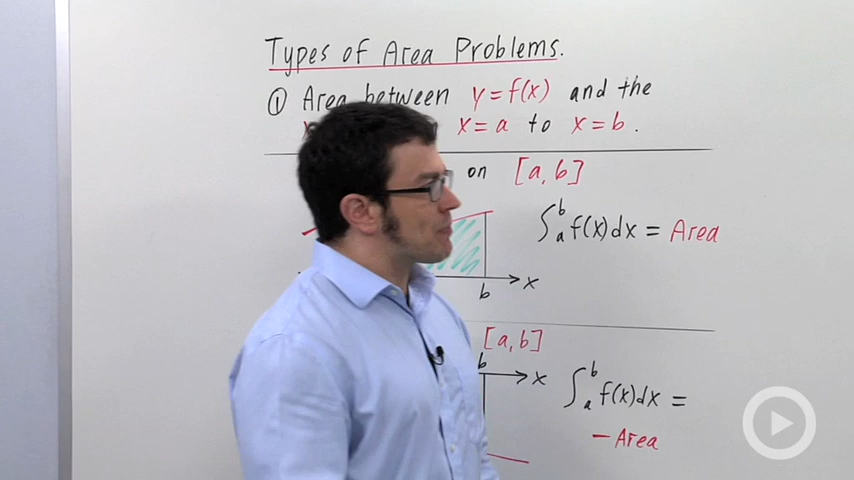 Types of Area Problems.
① Area between y=f(x) and the
x=a to x=b.
on [a,b]
∫ₐᵇ f(x)dx = Area
b x
[a,b]
b x
∫ₐᵇ f(x)dx =
−Area